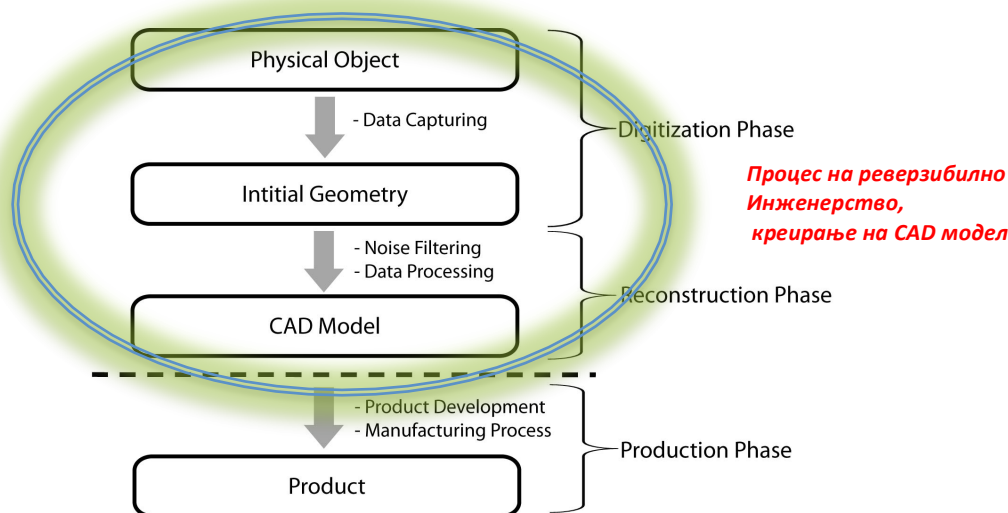 Physical Object
- Data Capturing
Digitization Phase
Intitial Geometry
Процес на реверзибилно
Инженерство,
креирање на CAD модел
- Noise Filtering
- Data Processing
Reconstruction Phase
CAD Model
- Product Development
- Manufacturing Process
Production Phase
Product